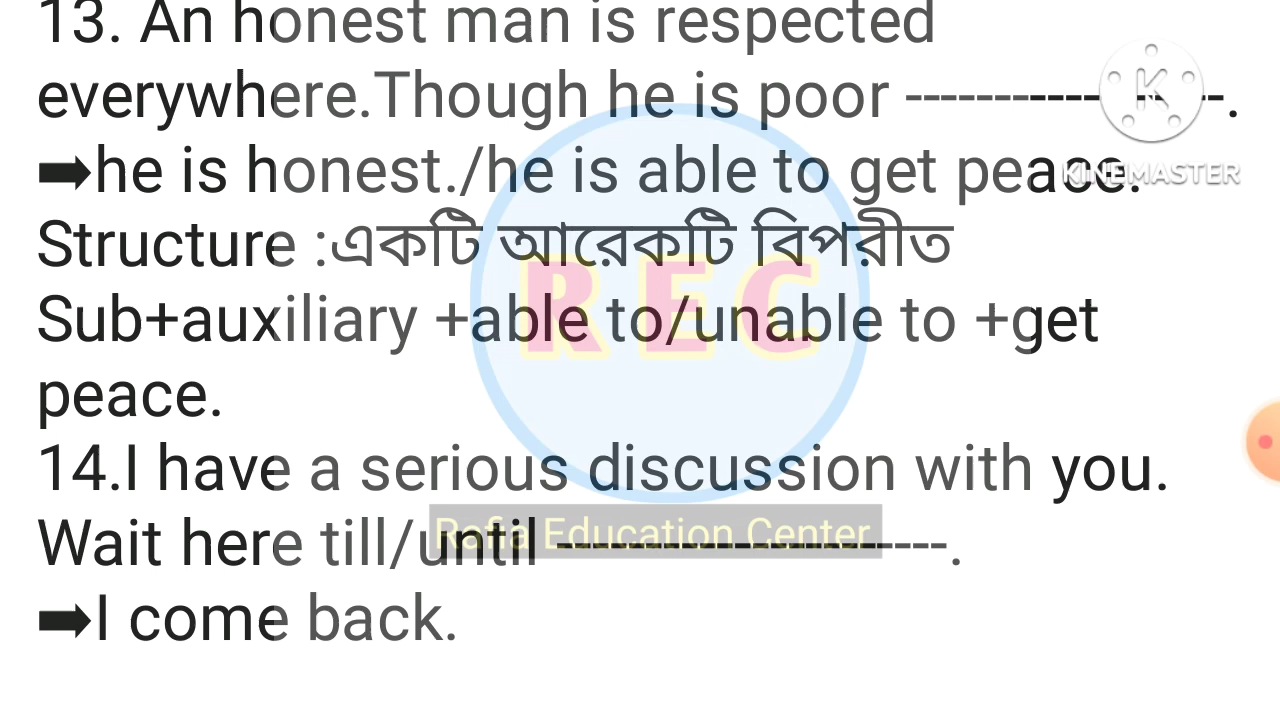 13. An honest man is respected
everywhere.Though he is poor ------------------.
➡he is honest./he is able to get peace.
Structure :একটি আরেকটি বিপরীত
Sub+auxiliary +able to/unable to +get
peace.
14.I have a serious discussion with you.
Wait here till/until ----------------------.
➡I come back.
REC
Rafia Education Center
K
KINEMASTER